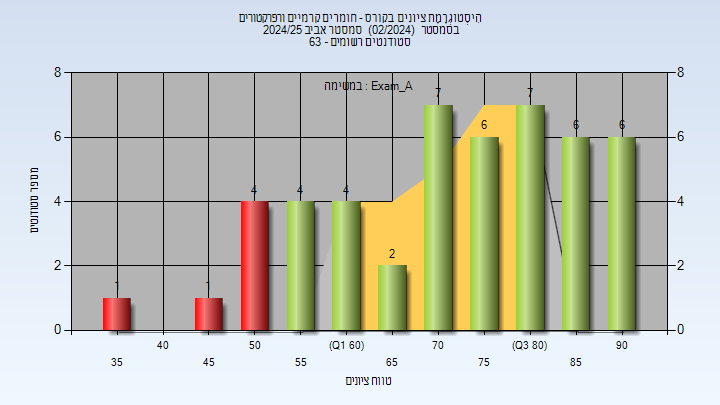 היסטוגרמת ציונים בקורס - חומרים קרמיים ורפרקטורים
בסמסטר (02/2024) סמסטר אביב 2024/25
סטודנטים רשומים - 63
במשימה : Exam_A
מספר סטודנטים
8 8
6 6
4 4
2 2
0 0
1 1 4 4 4 2 7 6 7 6 6
40 50 (Q1 60) 70 (Q3 80) 90
35 45 55 65 75 85
טווח ציונים